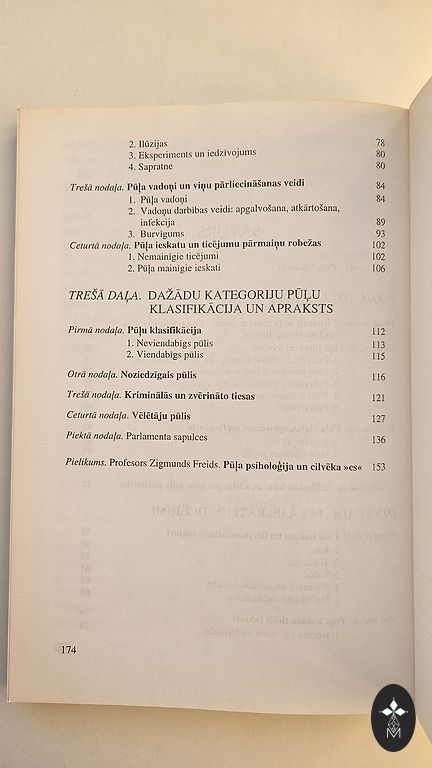 2. Ilūzijas 78
3. Eksperiments un iedzīvojums 80
4. Sapratne 80
Trešā nodaļa. Pūļa vadoņi un viņu pārliecināšanas veidi 84
1. Pūļa vadoņi 84
2. Vadoņu darbības veidi: apgalvošana, atkārtošana,
infekcija 89
3. Burvīgums 93
Ceturtā nodaļa. Pūļa ieskatu un ticējumu pārmaiņu robežas 102
1. Nemainīgie ticējumi 102
2. Pūļa mainīgie ieskati 106
TREŠĀ DAĻA. DAŽĀDU KATEGORIJU PŪĻU
KLASIFIKĀCIJA UN APRAKSTS
Pirmā nodaļa. Pūļu klasifikācija 112
1. Neviendabīgs pūlis 113
2. Viendabīgs pūlis 115
Otrā nodaļa. Noziedzīgais pūlis 116
Trešā nodaļa. Kriminālās un zvērināto tiesas 121
Ceturtā nodaļa. Vēlētāju pūlis 127
Piektā nodaļa. Parlamenta sapulces 136
Pielikums. Profesors Zigmunds Freids. Pūļa psiholoģija un cilvēka »es« 153
174
M